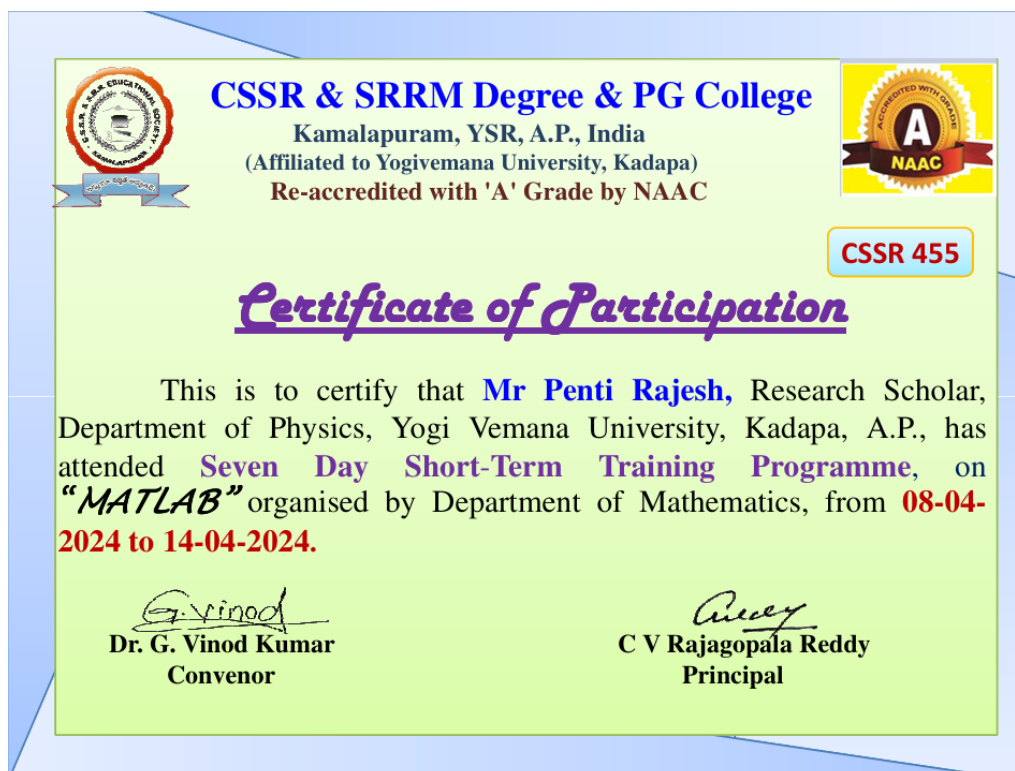 CSSR & SRRM Degree & PG College
Kamalapuram, YSR, A.P., India
(Affiliated to Yogivemana University, Kadapa)
Re-accredited with 'A' Grade by NAAC
ACCREDITED WITH GRADE
A
NAAC
CSSR 455
Certificate of Participation
This is to certify that Mr Penti Rajesh, Research Scholar,
Department of Physics, Yogi Vemana University, Kadapa, A.P., has
attended Seven Day Short-Term Training Programme, on
“MATLAB” organised by Department of Mathematics, from 08-04-
2024 to 14-04-2024.
G. Vinod
Dr. G. Vinod Kumar
Convenor
C V Rajagopala Reddy
Principal